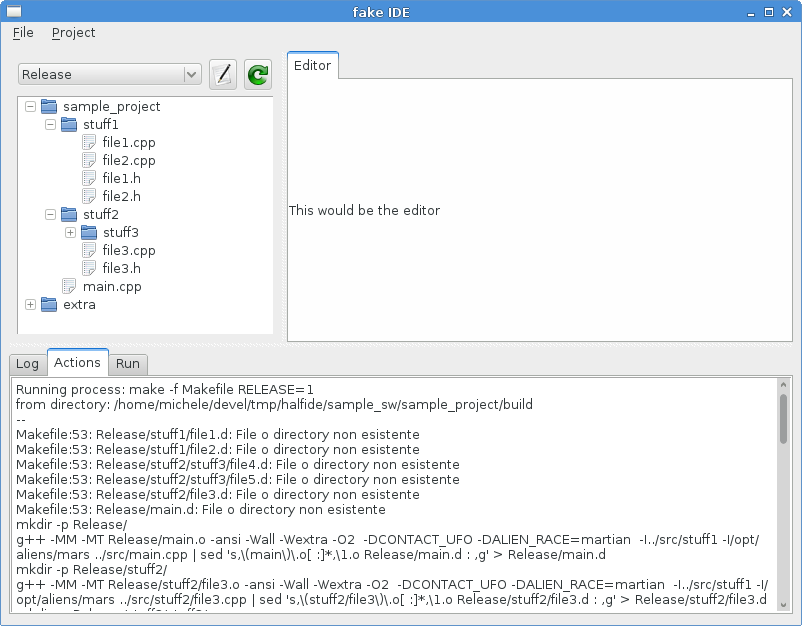 fake IDE
File Project
Release
Editor
sample_project
stuff1
file1.cpp
file2.cpp
file1.h
file2.h
stuff2
stuff3
file3.cpp
file3.h
main.cpp
extra
This would be the editor
Log Actions Run
Running process: make -f Makefile RELEASE=1
from directory: /home/michele/devel/tmp/halfide/sample_sw/sample_project/build
--
Makefile:53: Release/stuff1/file1.d: File o directory non esistente
Makefile:53: Release/stuff1/file2.d: File o directory non esistente
Makefile:53: Release/stuff2/stuff3/file4.d: File o directory non esistente
Makefile:53: Release/stuff2/stuff3/file5.d: File o directory non esistente
Makefile:53: Release/stuff2/file3.d: File o directory non esistente
Makefile:53: Release/main.d: File o directory non esistente
mkdir -p Release/
g++ -MM -MT Release/main.o -ansi -Wall -Wextra -O2  -DCONTACT_UFO -DALIEN_RACE=martian  -I../src/stuff1 -I/opt/
aliens/mars ../src/main.cpp | sed 's,\(main\)\.o[ :]*,\1.o Release/main.d : ,g' > Release/main.d
mkdir -p Release/stuff2/
g++ -MM -MT Release/stuff2/file3.o -ansi -Wall -Wextra -O2  -DCONTACT_UFO -DALIEN_RACE=martian  -I../src/stuff1 -I/
opt/aliens/mars ../src/stuff2/file3.cpp | sed 's,\(stuff2/file3\)\.o[ :]*,\1.o Release/stuff2/file3.d : ,g' > Release/stuff2/file3.d